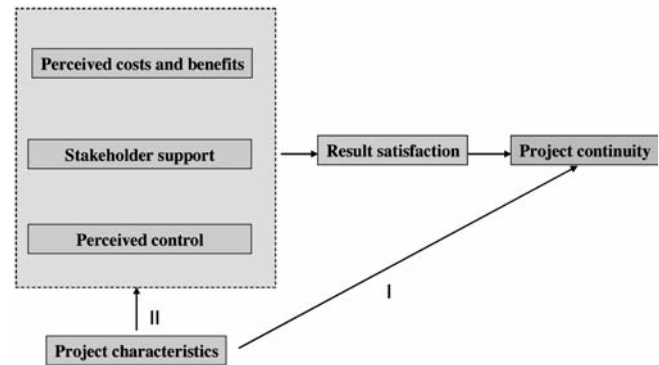 Perceived costs and benefits
Stakeholder support
Result satisfaction
Project continuity
Perceived control
I
II
Project characteristics